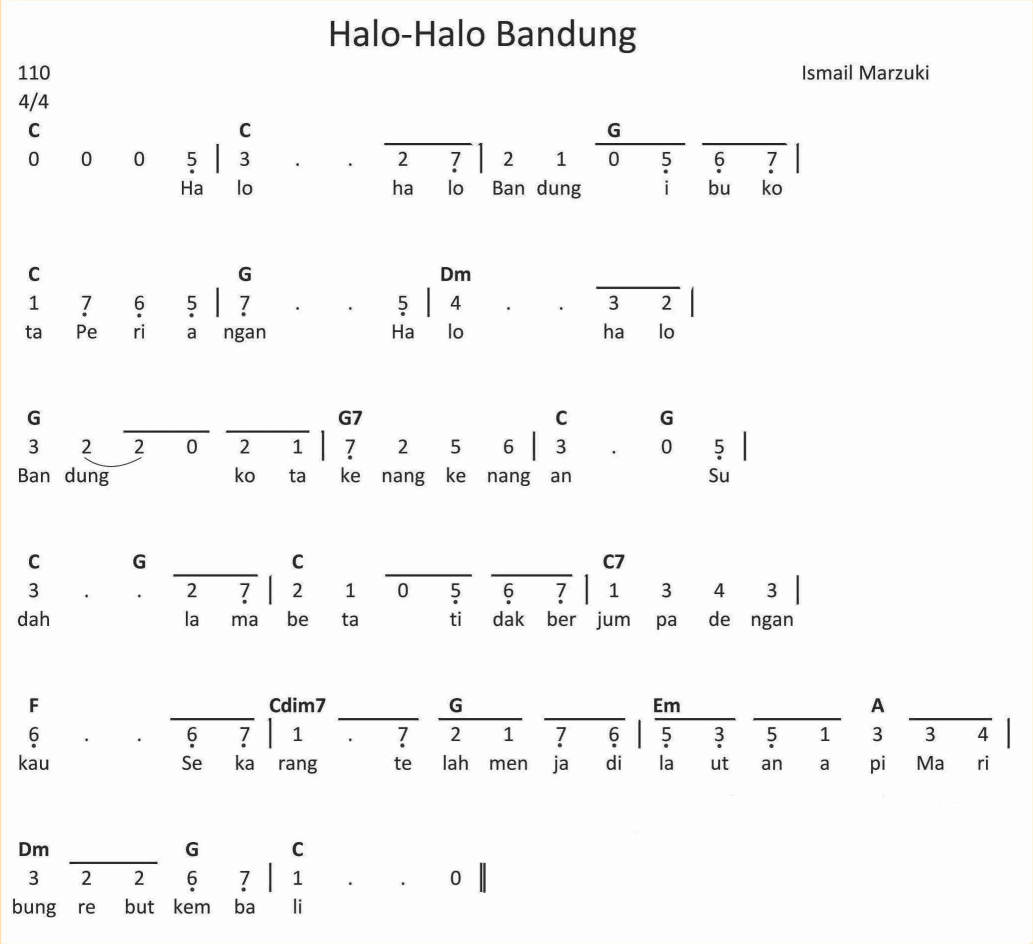 Halo-Halo Bandung
110 Ismail Marzuki
4/4
C C G
0 0 0 5̣ | 3 . . 2 7̣ | 2 1 0 5̣ 6̣ 7̣ |
Ha lo ha lo Ban dung i bu ko
C G Dm
1 7̣ 6̣ 5̣ | 7̣ . . 5̣ | 4 . . 3 2 |
ta Pe ri a ngan Ha lo ha lo
G G7 C G
3 2 2 0 2 1 | 7̣ 2 5 6 | 3 . 0 5̣ |
Ban dung ko ta ke nang ke nang an Su
C G C C7
3 . . 2 7̣ | 2 1 0 5̣ 6̣ 7̣ | 1 3 4 3 |
dah la ma be ta ti dak ber jum pa de ngan
F Cdim7 G Em A
6̣ . . 6̣ 7̣ | 1 . 7̣ 2 1 7̣ 6̣ | 5̣ 3̣ 5̣ 1 3 3 4 |
kau Se ka rang te lah men ja di la ut an a pi Ma ri
Dm G C
3 2 2 6̣ 7̣ | 1 . . 0 ||
bung re but kem ba li